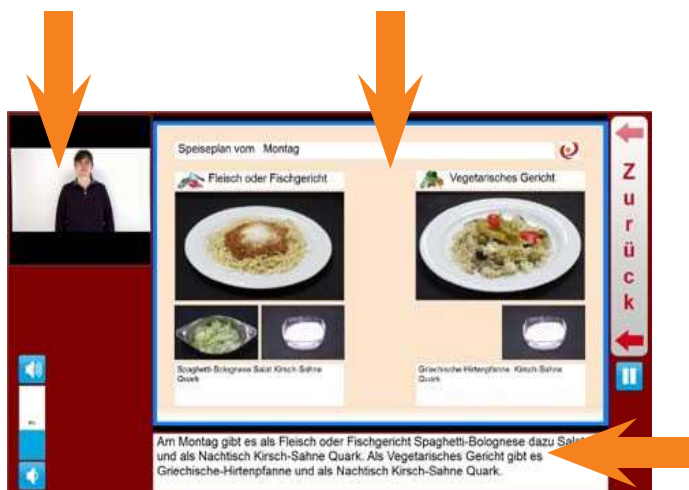 Speiseplan vom Montag
Fleisch oder Fischgericht
Vegetarisches Gericht
Spaghetti-Bolognese Salat Kirsch-Sahne
Quark
Griechische-Hirtenpfanne Kirsch-Sahne
Quark
Zurück
Am Montag gibt es als Fleisch oder Fischgericht Spaghetti-Bolognese dazu Salat
und als Nachtisch Kirsch-Sahne Quark. Als Vegetarisches Gericht gibt es
Griechische-Hirtenpfanne und als Nachtisch Kirsch-Sahne Quark.